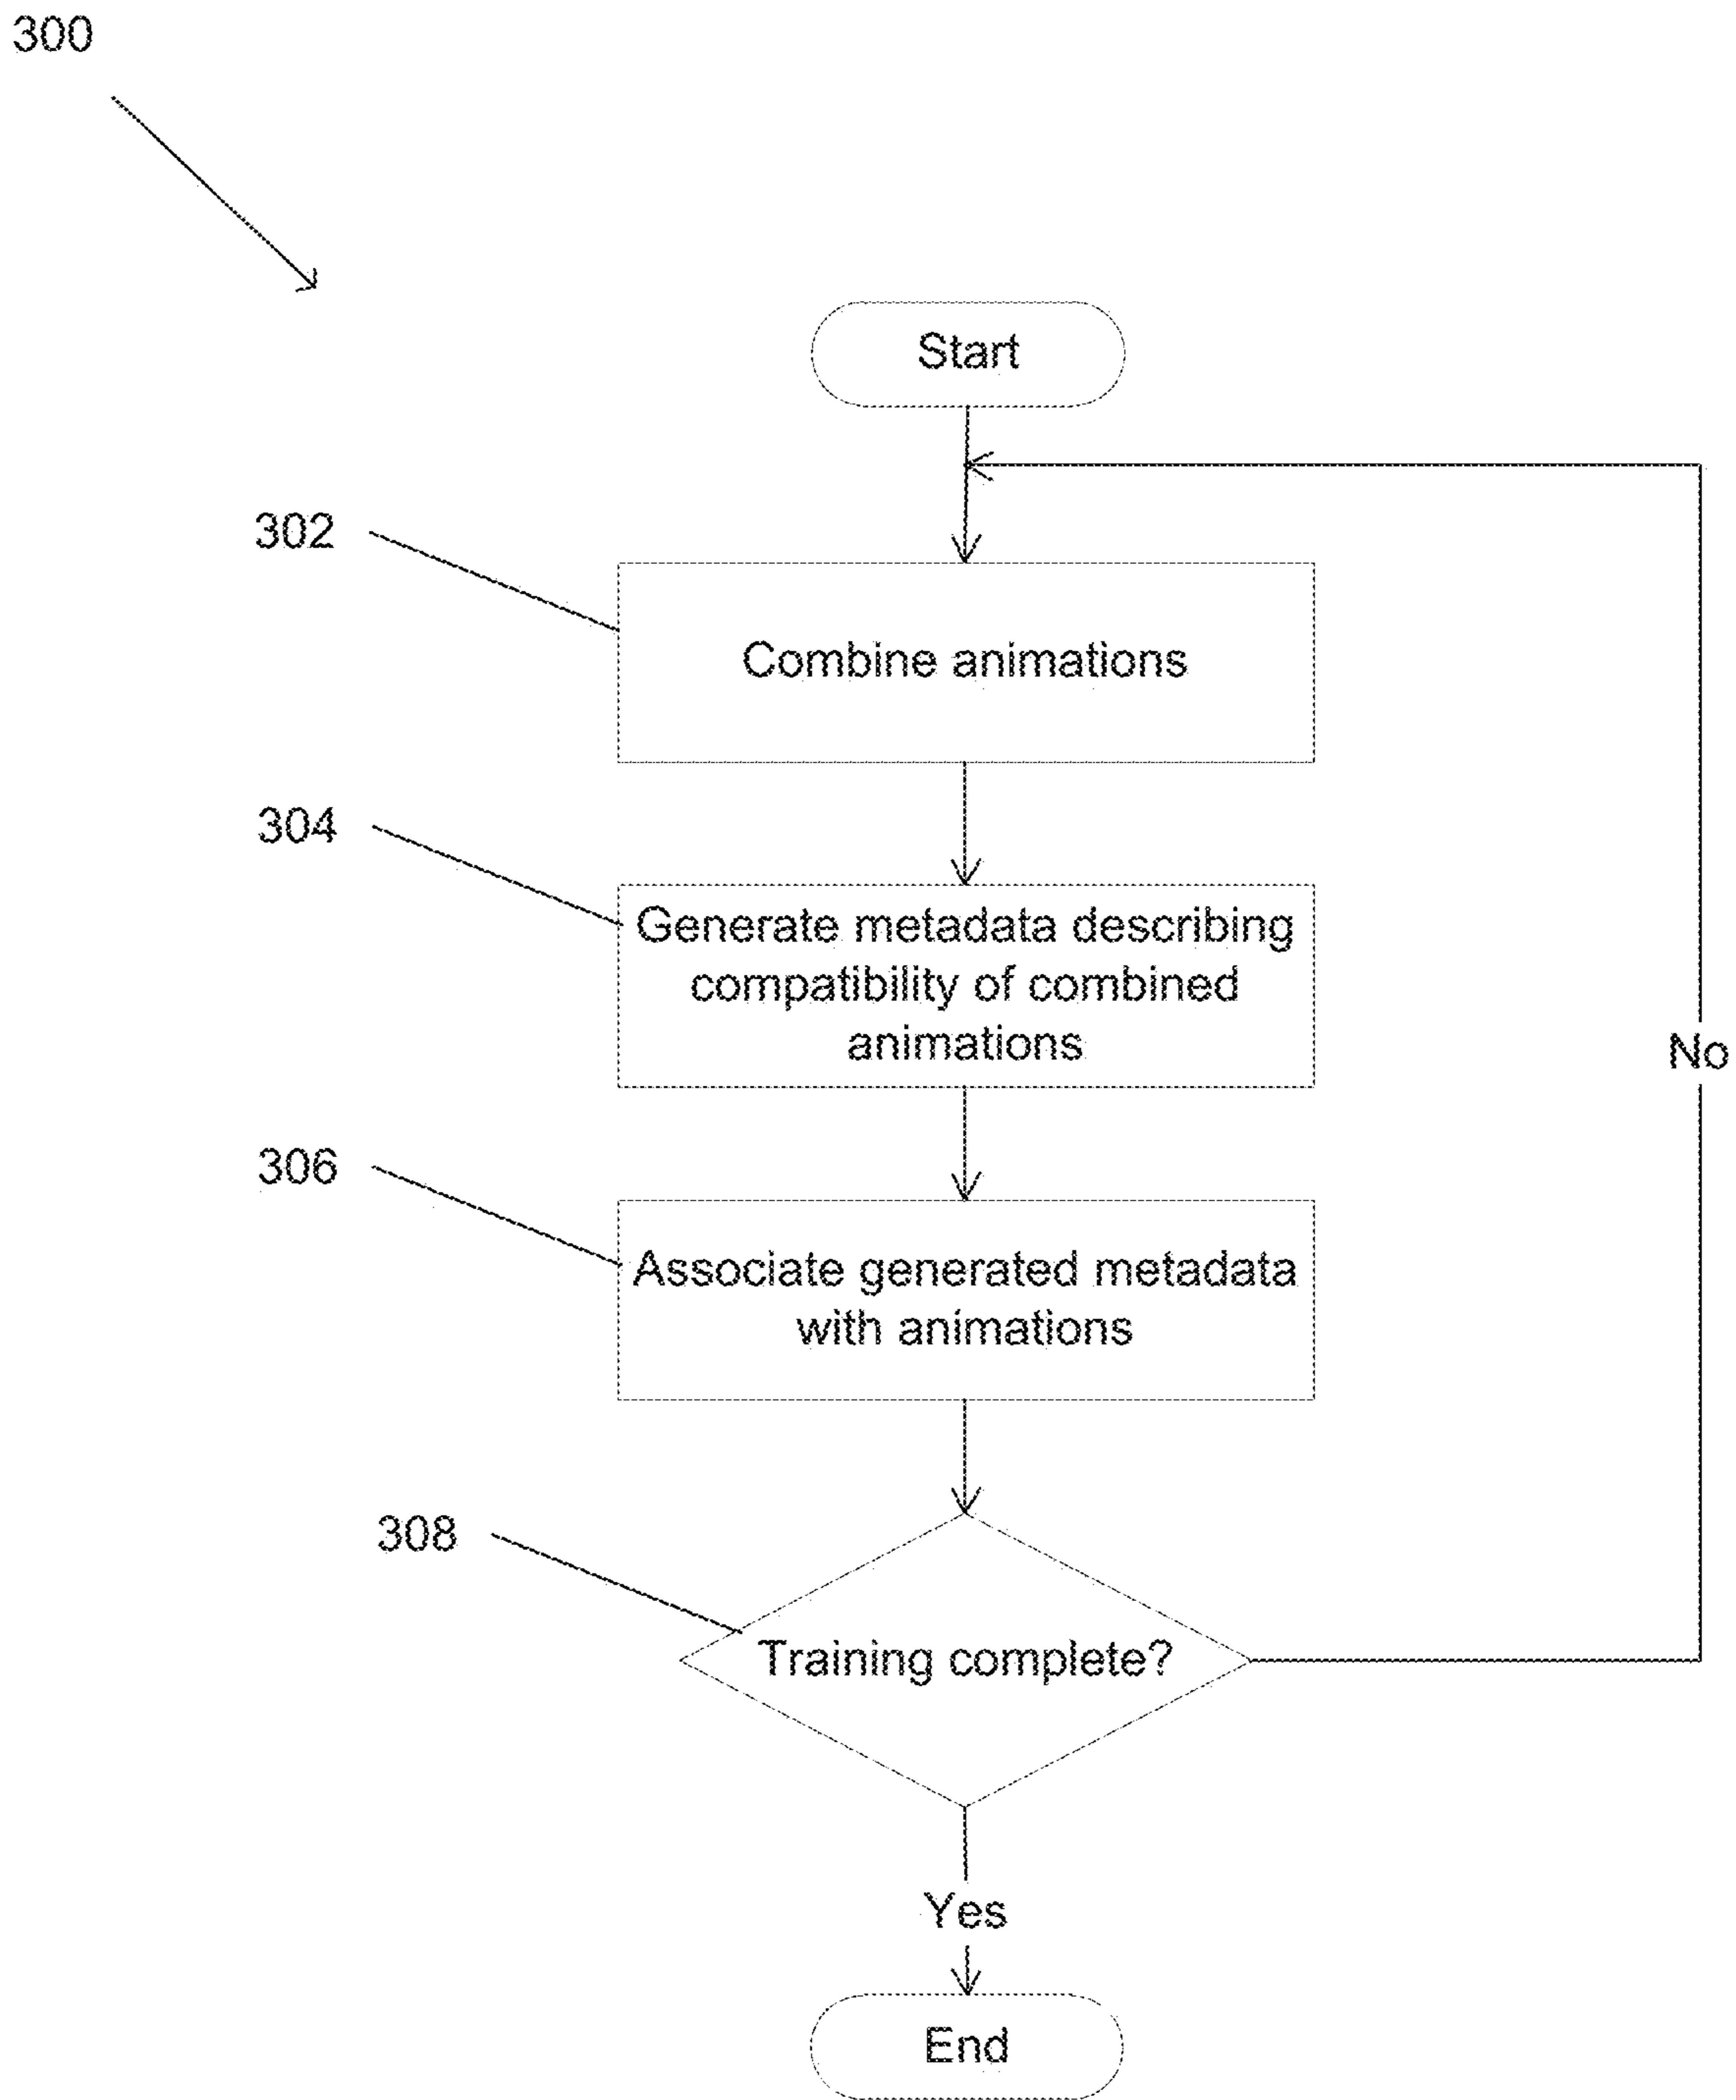 300
Start
302
Combine animations
304
Generate metadata describing
compatibility of combined
animations
No
306
Associate generated metadata
with animations
308
Training complete?
Yes
End